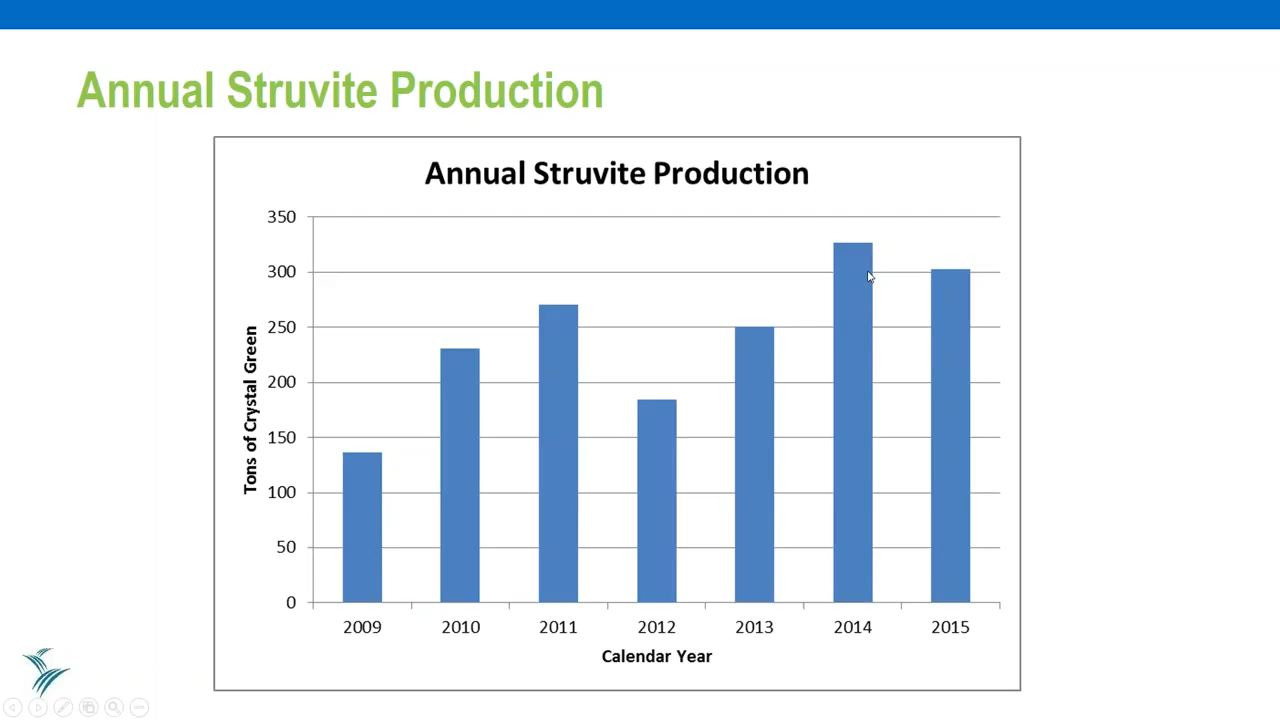 Annual Struvite Production
Annual Struvite Production
350
300
250
200
150
100
50
0
Tons of Crystal Green
2009 2010 2011 2012 2013 2014 2015
Calendar Year